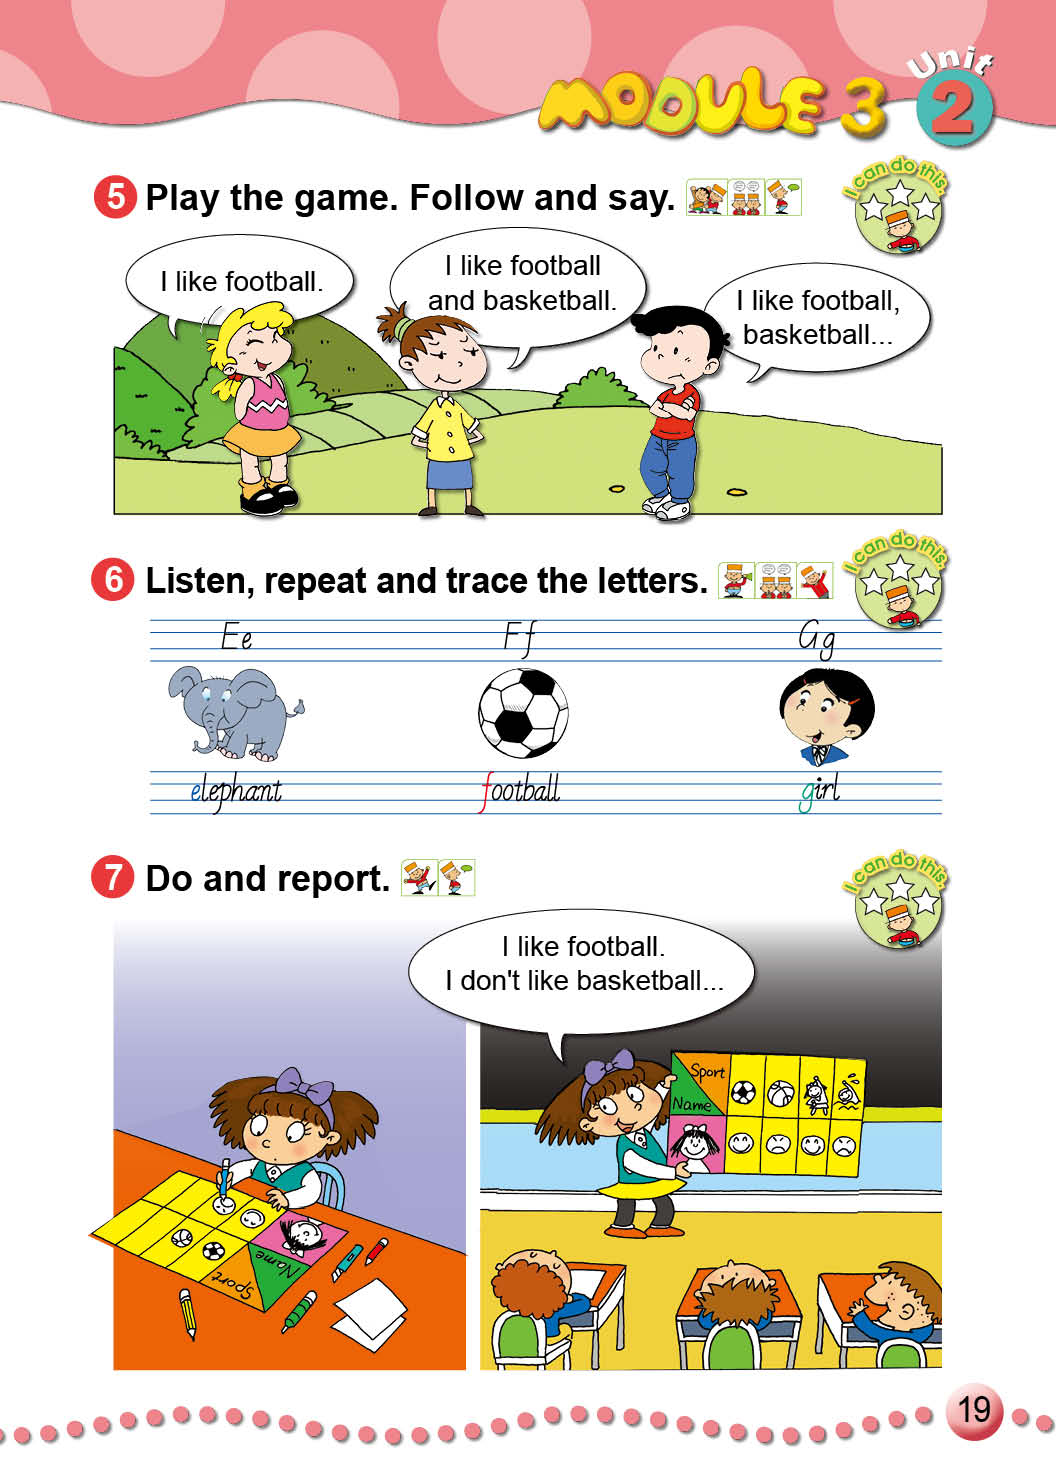 MODULE 3
Unit 2
5 Play the game. Follow and say.
I can do this.
I like football.
I like football
and basketball.
I like football,
basketball...
6 Listen, repeat and trace the letters.
I can do this.
Ee Ff Gg
elephant football girl
7 Do and report.
I can do this.
I like football.
I don't like basketball...
Sport
Name
Name
Sport
19